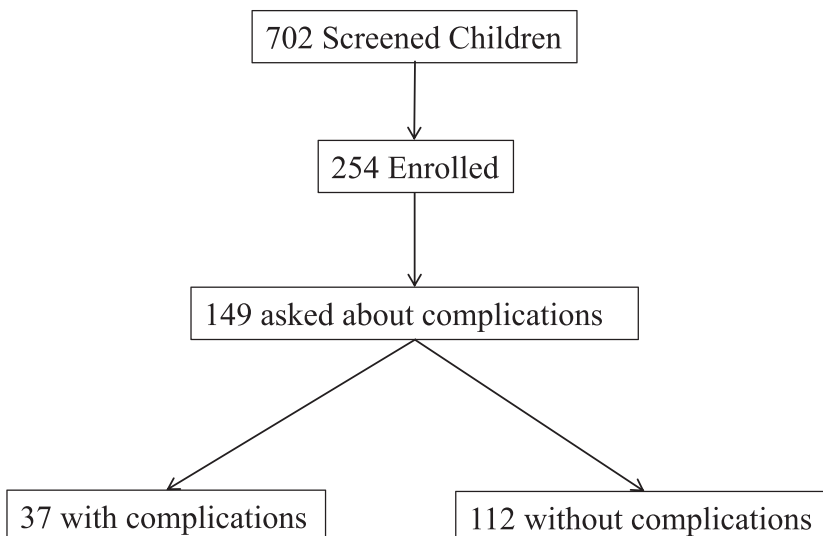 702 Screened Children
254 Enrolled
149 asked about complications
37 with complications
112 without complications